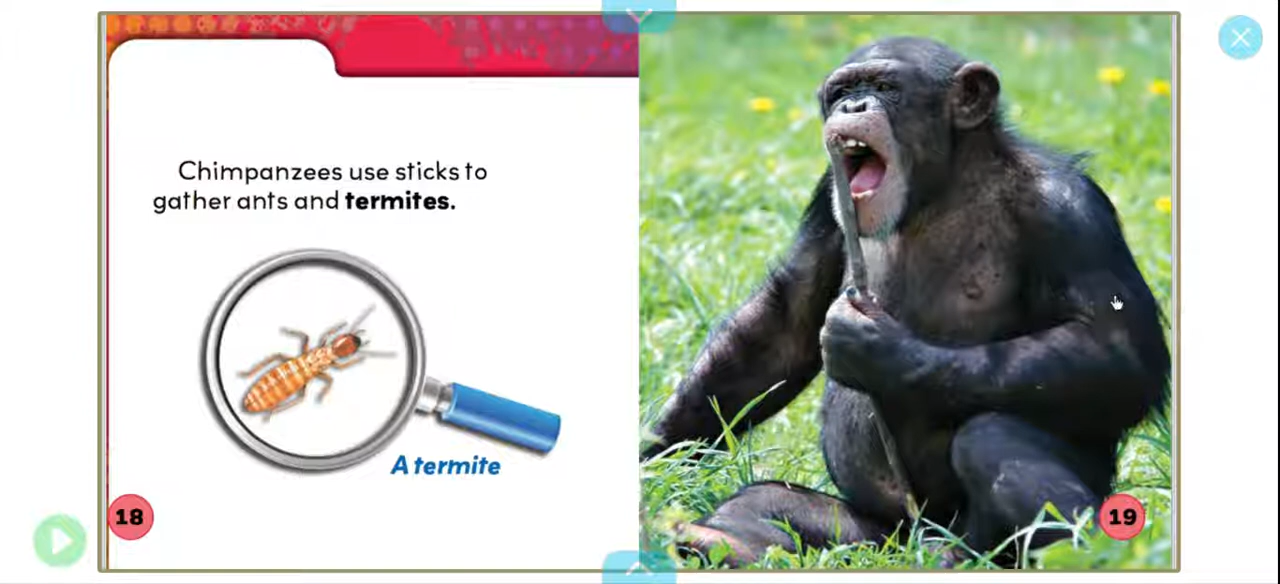 Chimpanzees use sticks to
gather ants and termites.
A termite
18
19